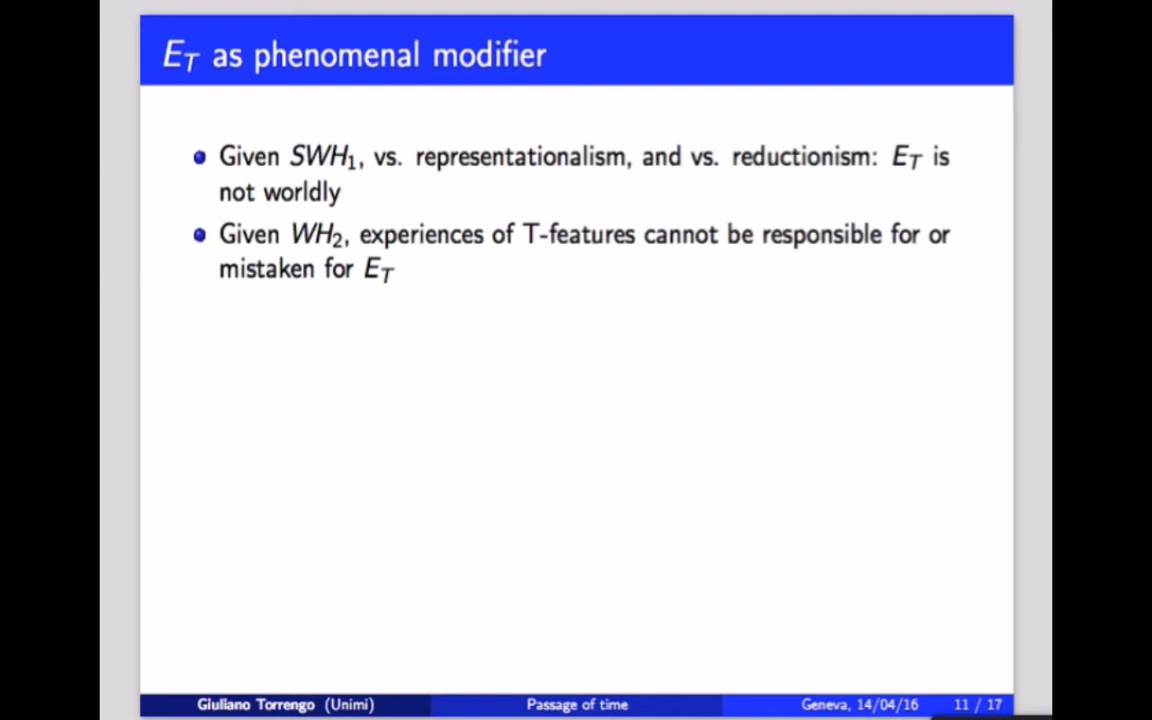 E_T as phenomenal modifier
Given SWH₁, vs. representationalism, and vs. reductionism: E_T is
not worldly
Given WH₂, experiences of T-features cannot be responsible for or
mistaken for E_T
Giuliano Torrengo (Unimi) Passage of time Geneva, 14/04/16 11 / 17